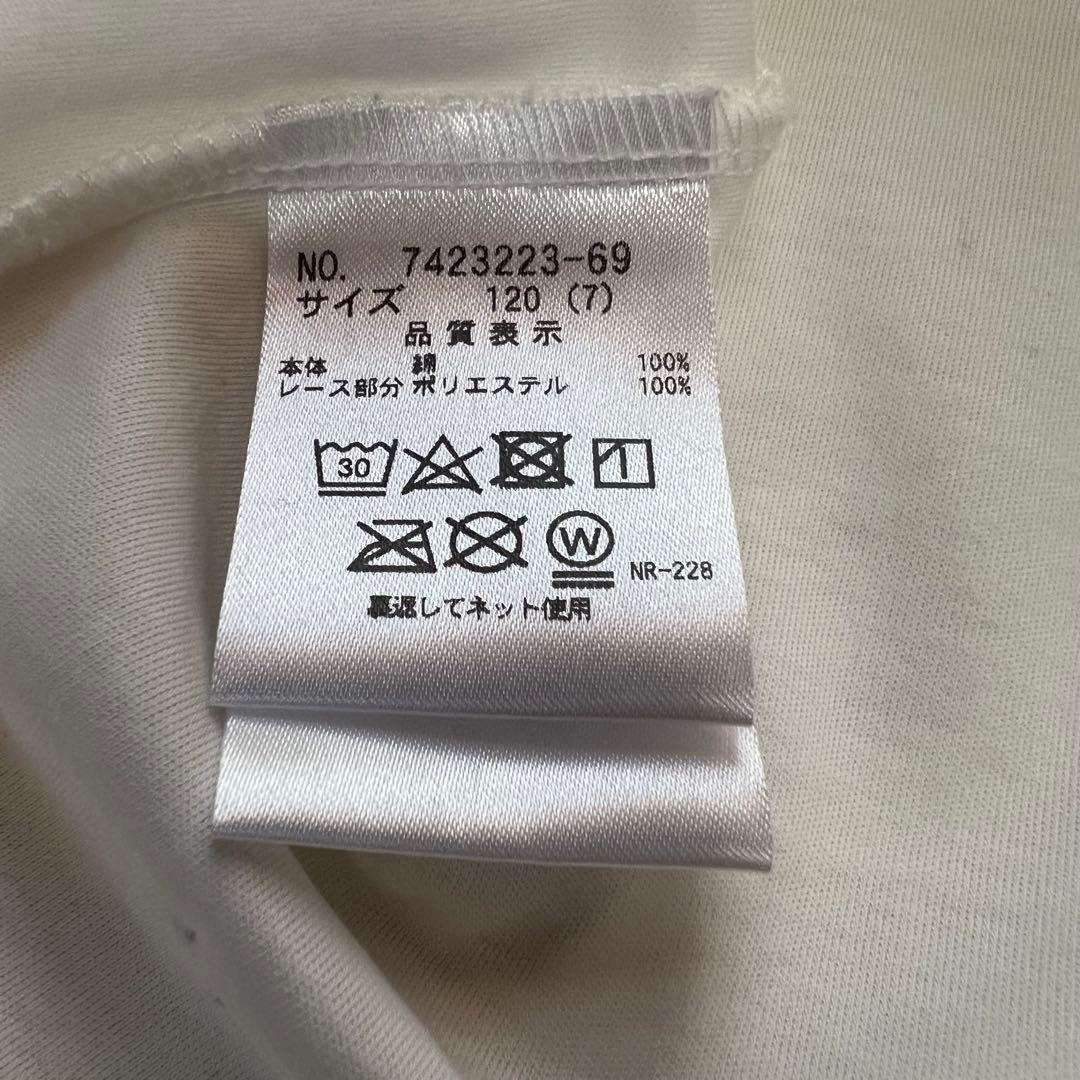 NO. 7423223-69
サイズ 120 (7)
品質表示
本体 綿 100%
レース部分 ポリエステル 100%
30
W
NR-228
裏返してネット使用